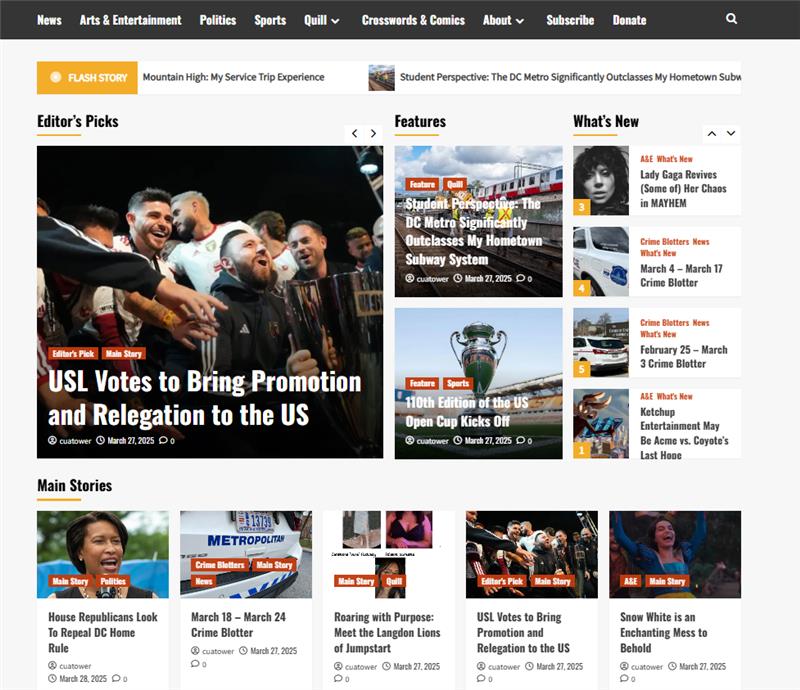 News Arts & Entertainment Politics Sports Quill Crosswords & Comics About Subscribe Donate
FLASH STORY Mountain High: My Service Trip Experience Student Perspective: The DC Metro Significantly Outclasses My Hometown Subw
Editor's Picks
Editor's Pick Main Story
USL Votes to Bring Promotion
and Relegation to the US
cuatower March 27, 2025 0
Features
Feature Quill
Student Perspective: The
DC Metro Significantly
Outclasses My Hometown
Subway System
cuatower March 27, 2025 0
Feature Sports
110th Edition of the US
Open Cup Kicks Off
cuatower March 27, 2025 0
What's New
3
A&E What's New
Lady Gaga Revives
(Some of) Her Chaos
in MAYHEM
4
Crime Blotters News
What's New
March 4 – March 17
Crime Blotter
5
Crime Blotters News
What's New
February 25 – March
3 Crime Blotter
1
A&E What's New
Ketchup
Entertainment May
Be Acme vs. Coyote's
Last Hope
Main Stories
Main Story Politics
House Republicans Look
To Repeal DC Home
Rule
cuatower
March 28, 2025 0
13739
METROPOLITAN
Crime Blotters Main Story
News
March 18 – March 24
Crime Blotter
cuatower March 27, 2025
0
Main Story Quill
Roaring with Purpose:
Meet the Langdon Lions
of Jumpstart
cuatower March 27, 2025
0
Editor's Pick Main Story
USL Votes to Bring
Promotion and
Relegation to the US
cuatower March 27, 2025
0
A&E Main Story
Snow White is an
Enchanting Mess to
Behold
cuatower March 27, 2025
0